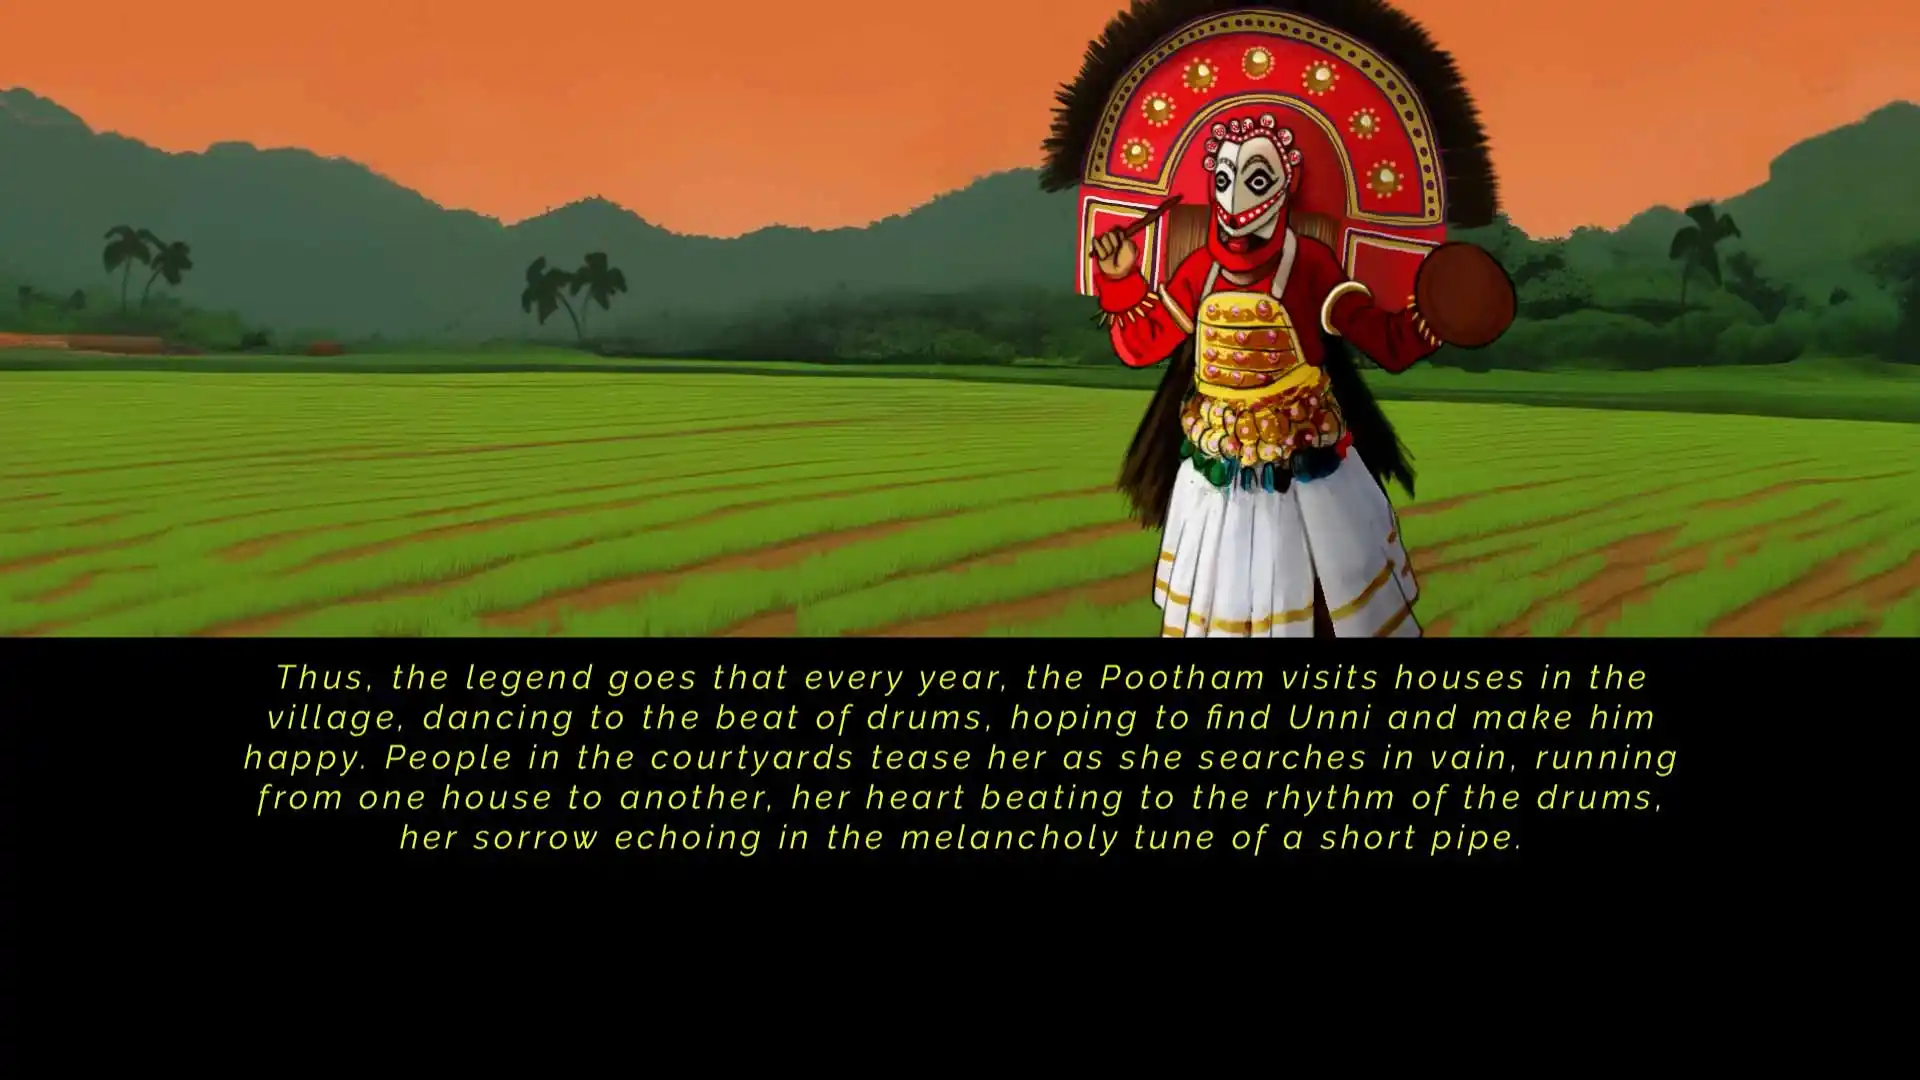 Thus, the legend goes that every year, the Pootham visits houses in the
village, dancing to the beat of drums, hoping to find Unni and make him
happy. People in the courtyards tease her as she searches in vain, running
from one house to another, her heart beating to the rhythm of the drums,
her sorrow echoing in the melancholy tune of a short pipe.